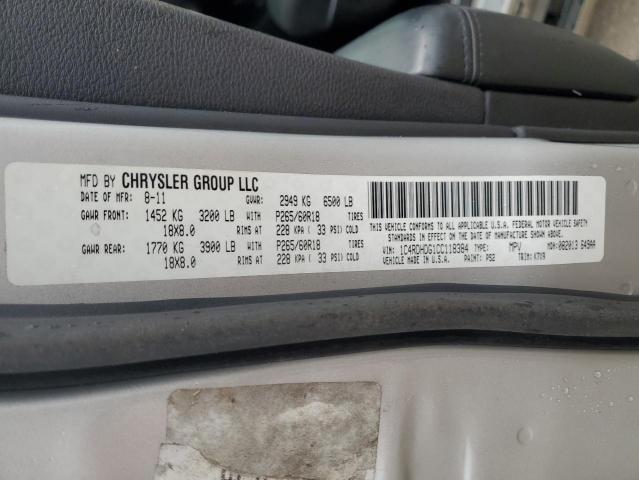 MFD BY CHRYSLER GROUP LLC
DATE OF MFR: 8-11 GVWR: 2949 KG 6500 LB
GAWR FRONT: 1452 KG 3200 LB WITH P265/60R18 TIRES
18X8.0 RIMS AT 228 KPA ( 33 PSI) COLD
GAWR REAR: 1770 KG 3900 LB WITH P265/60R18 TIRES
18X8.0 RIMS AT 228 KPA ( 33 PSI) COLD
THIS VEHICLE CONFORMS TO ALL APPLICABLE U.S.A. FEDERAL MOTOR VEHICLE SAFETY
STANDARDS IN EFFECT ON THE DATE OF MANUFACTURE SHOWN ABOVE.
VIN: 1C4RDHDG1CC118384 TYPE: MPV MDH: 082013 649AA
VEHICLE MADE IN U.S.A. PAINT: PS2 TRIM: K7X9